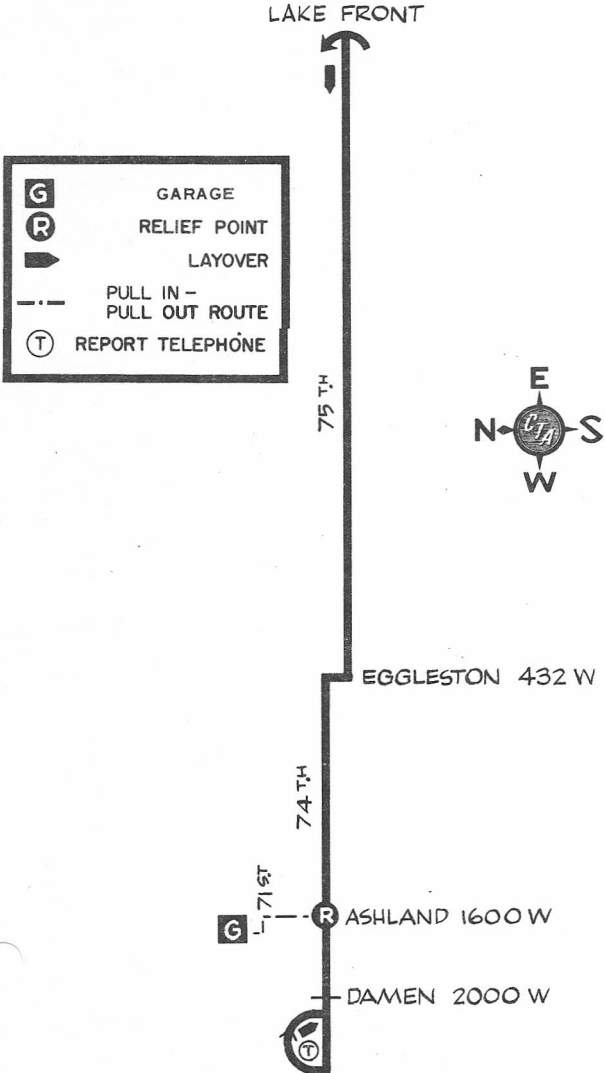 LAKE FRONT
G GARAGE
R RELIEF POINT
LAYOVER
PULL IN –
PULL OUT ROUTE
T REPORT TELEPHONE
75 TH
E
N CTA S
W
EGGLESTON 432 W
74 TH
71 ST
G
R ASHLAND 1600 W
DAMEN 2000 W
T